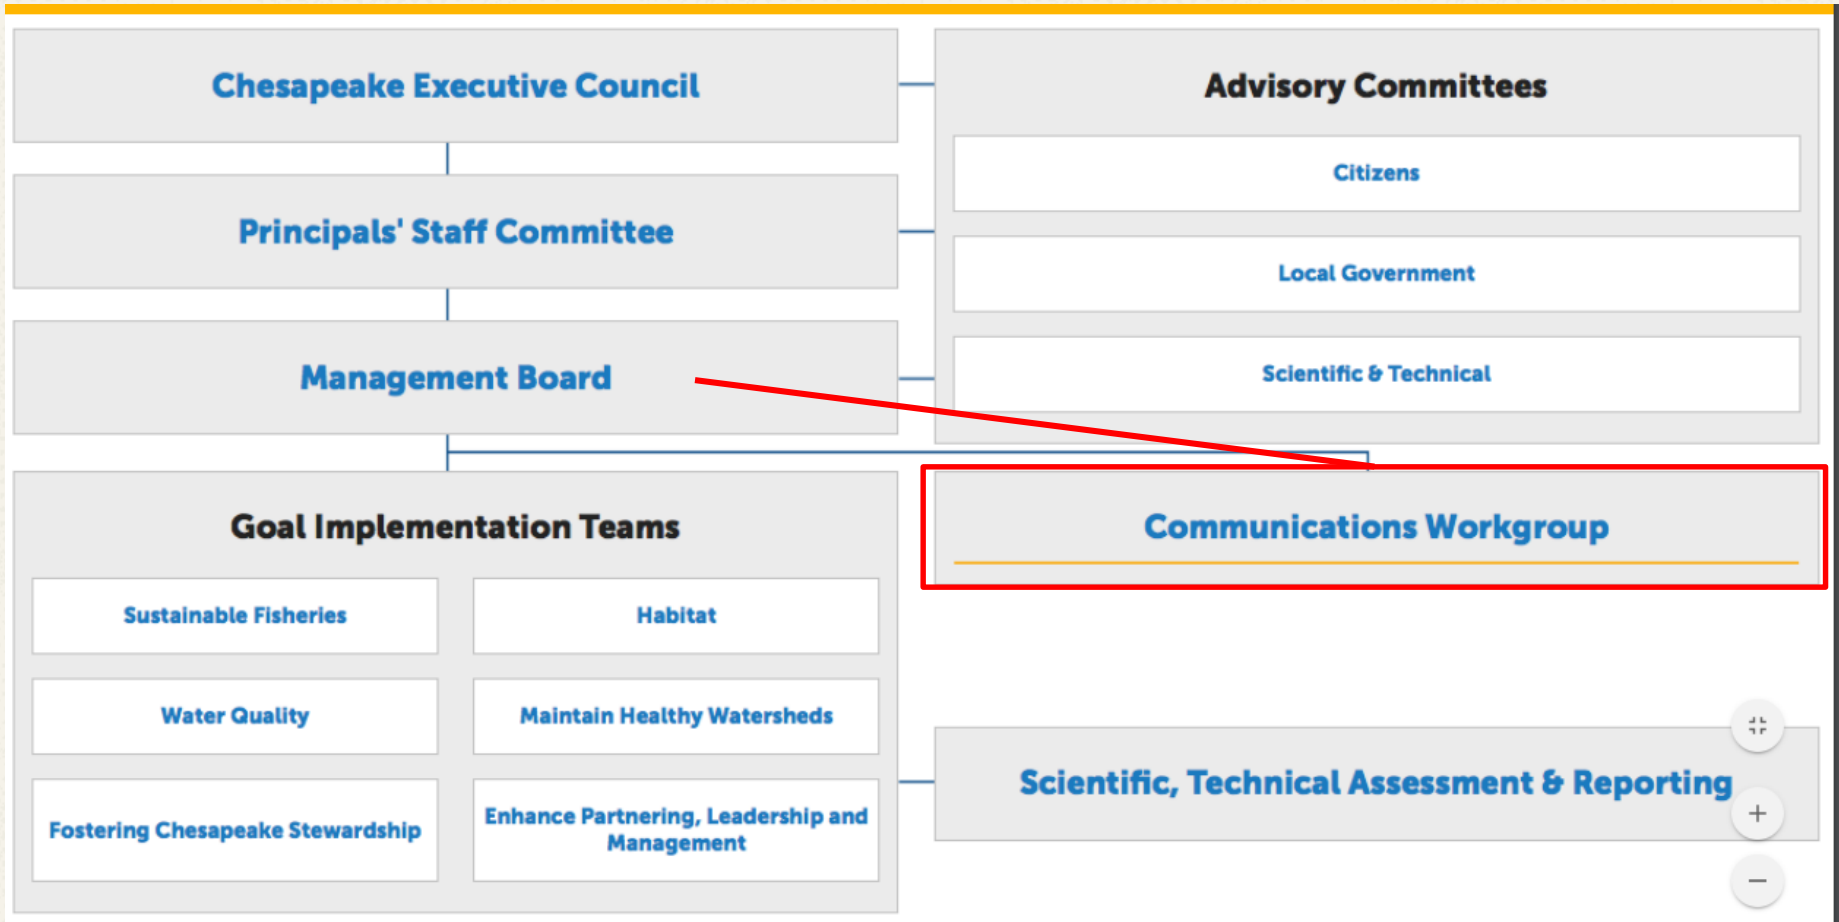 Chesapeake Executive Council
Advisory Committees
Citizens
Principals' Staff Committee
Local Government
Management Board
Scientific & Technical
Goal Implementation Teams
Communications Workgroup
Sustainable Fisheries
Habitat
Water Quality
Maintain Healthy Watersheds
Fostering Chesapeake Stewardship
Enhance Partnering, Leadership and
Management
Scientific, Technical Assessment & Reporting